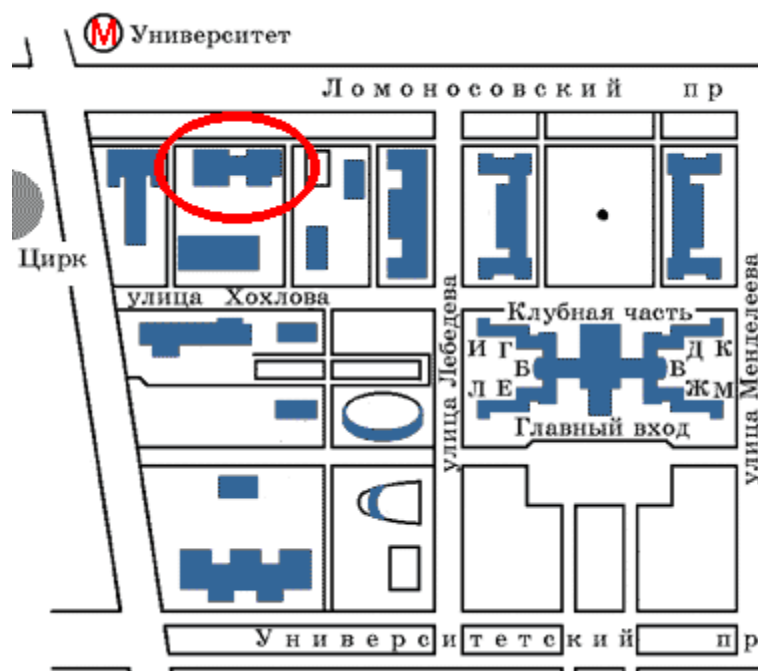 М Университет
Ломоносовский пр
Цирк
улица Хохлова
улица Лебедева
улица Менделеева
Клубная часть
И Г Д К
Б В
Л Е Ж М
Главный вход
Университетский пр